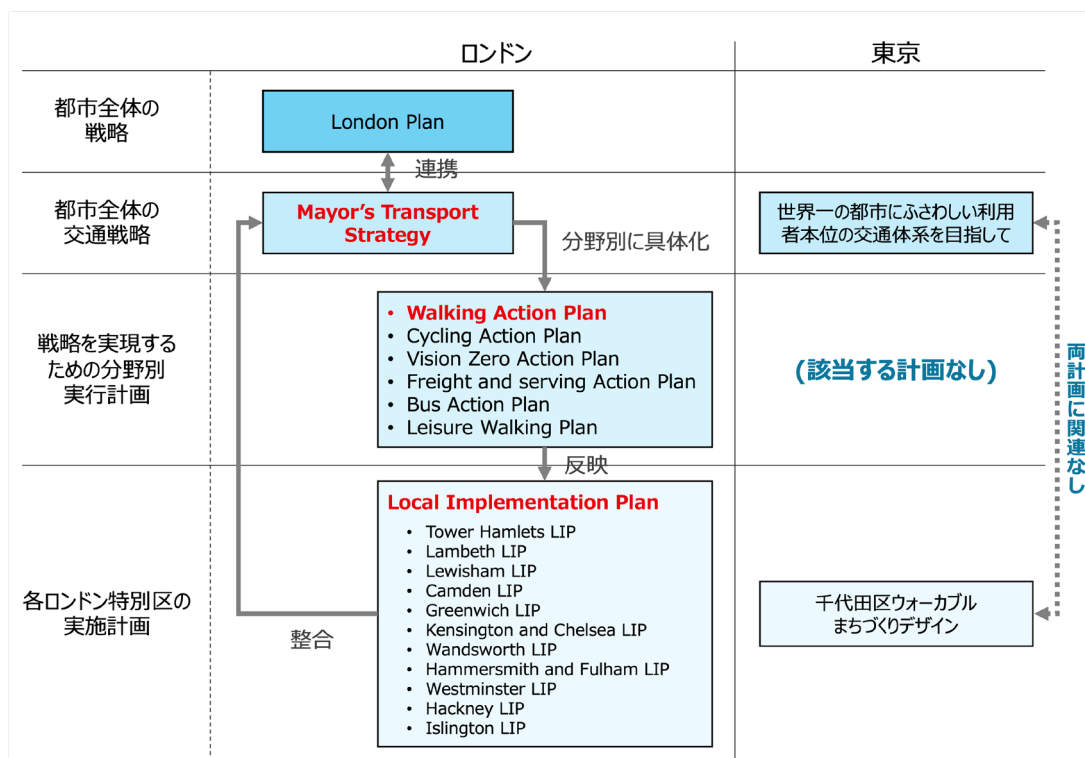 ロンドン
東京
都市全体の
戦略
London Plan
連携
都市全体の
交通戦略
Mayor's Transport
Strategy
分野別に具体化
世界一の都市にふさわしい利用
者本位の交通体系を目指して
戦略を実現する
ための分野別
実行計画
• Walking Action Plan
• Cycling Action Plan
• Vision Zero Action Plan
• Freight and serving Action Plan
• Bus Action Plan
• Leisure Walking Plan
(該当する計画なし)
両計画に関連なし
反映
各ロンドン特別区の
実施計画
整合
Local Implementation Plan
• Tower Hamlets LIP
• Lambeth LIP
• Lewisham LIP
• Camden LIP
• Greenwich LIP
• Kensington and Chelsea LIP
• Wandsworth LIP
• Hammersmith and Fulham LIP
• Westminster LIP
• Hackney LIP
• Islington LIP
千代田区ウォーカブル
まちづくりデザイン